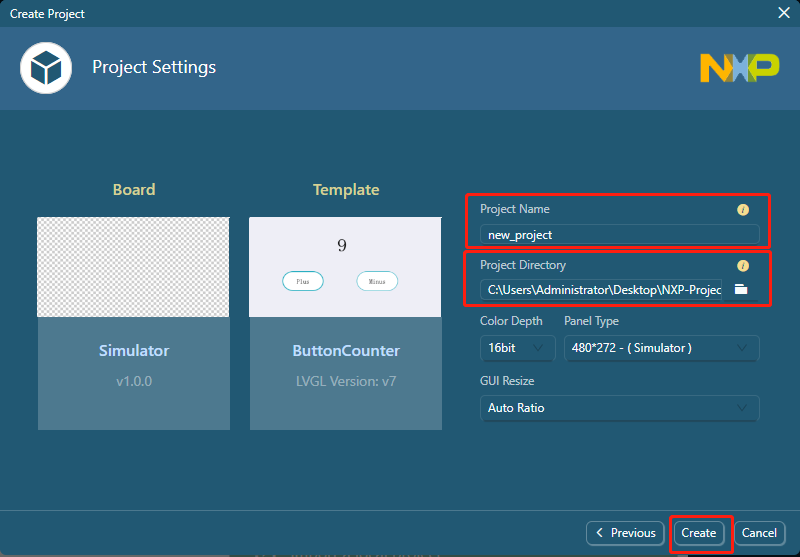 Create Project
Project Settings
NXP
Board
Template
9
Plus
Minus
Simulator
v1.0.0
ButtonCounter
LVGL Version: v7
Project Name
new_project
Project Directory
C:\Users\Administrator\Desktop\NXP-Projec
Color Depth
Panel Type
16bit
480*272 - ( Simulator )
GUI Resize
Auto Ratio
Previous
Create
Cancel